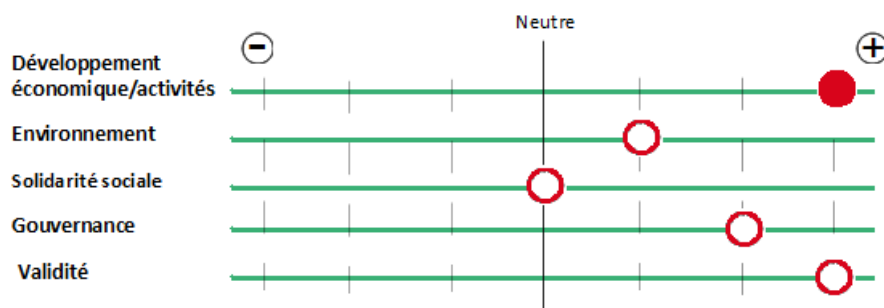 Neutre
− +
Développement
économique/activités
Environnement
Solidarité sociale
Gouvernance
Validité